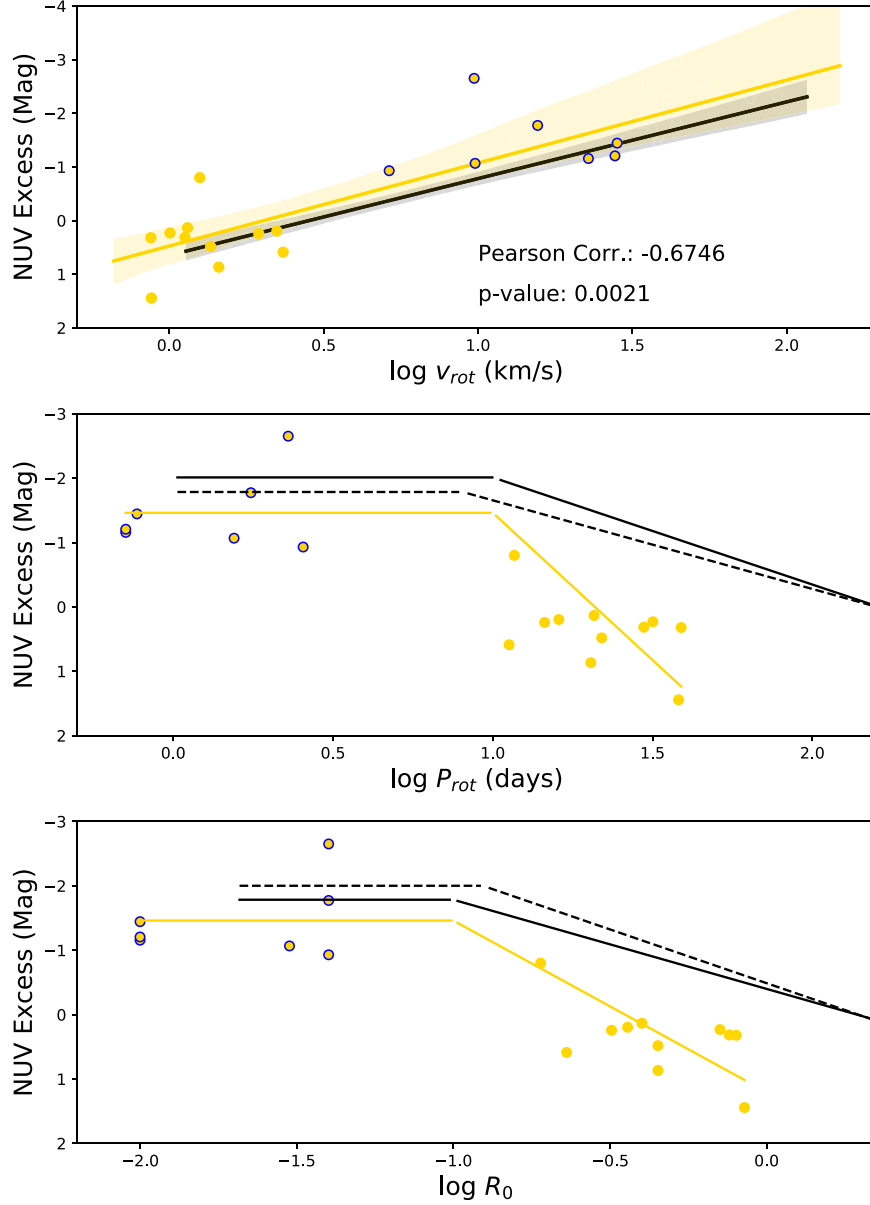 −4
−3
−2
−1
0
1
2
NUV Excess (Mag)
Pearson Corr.: -0.6746
p-value: 0.0021
0.0 0.5 1.0 1.5 2.0
log v_rot (km/s)
−3
−2
−1
0
1
2
NUV Excess (Mag)
0.0 0.5 1.0 1.5 2.0
log P_rot (days)
−3
−2
−1
0
1
2
NUV Excess (Mag)
−2.0 −1.5 −1.0 −0.5 0.0
log R_0